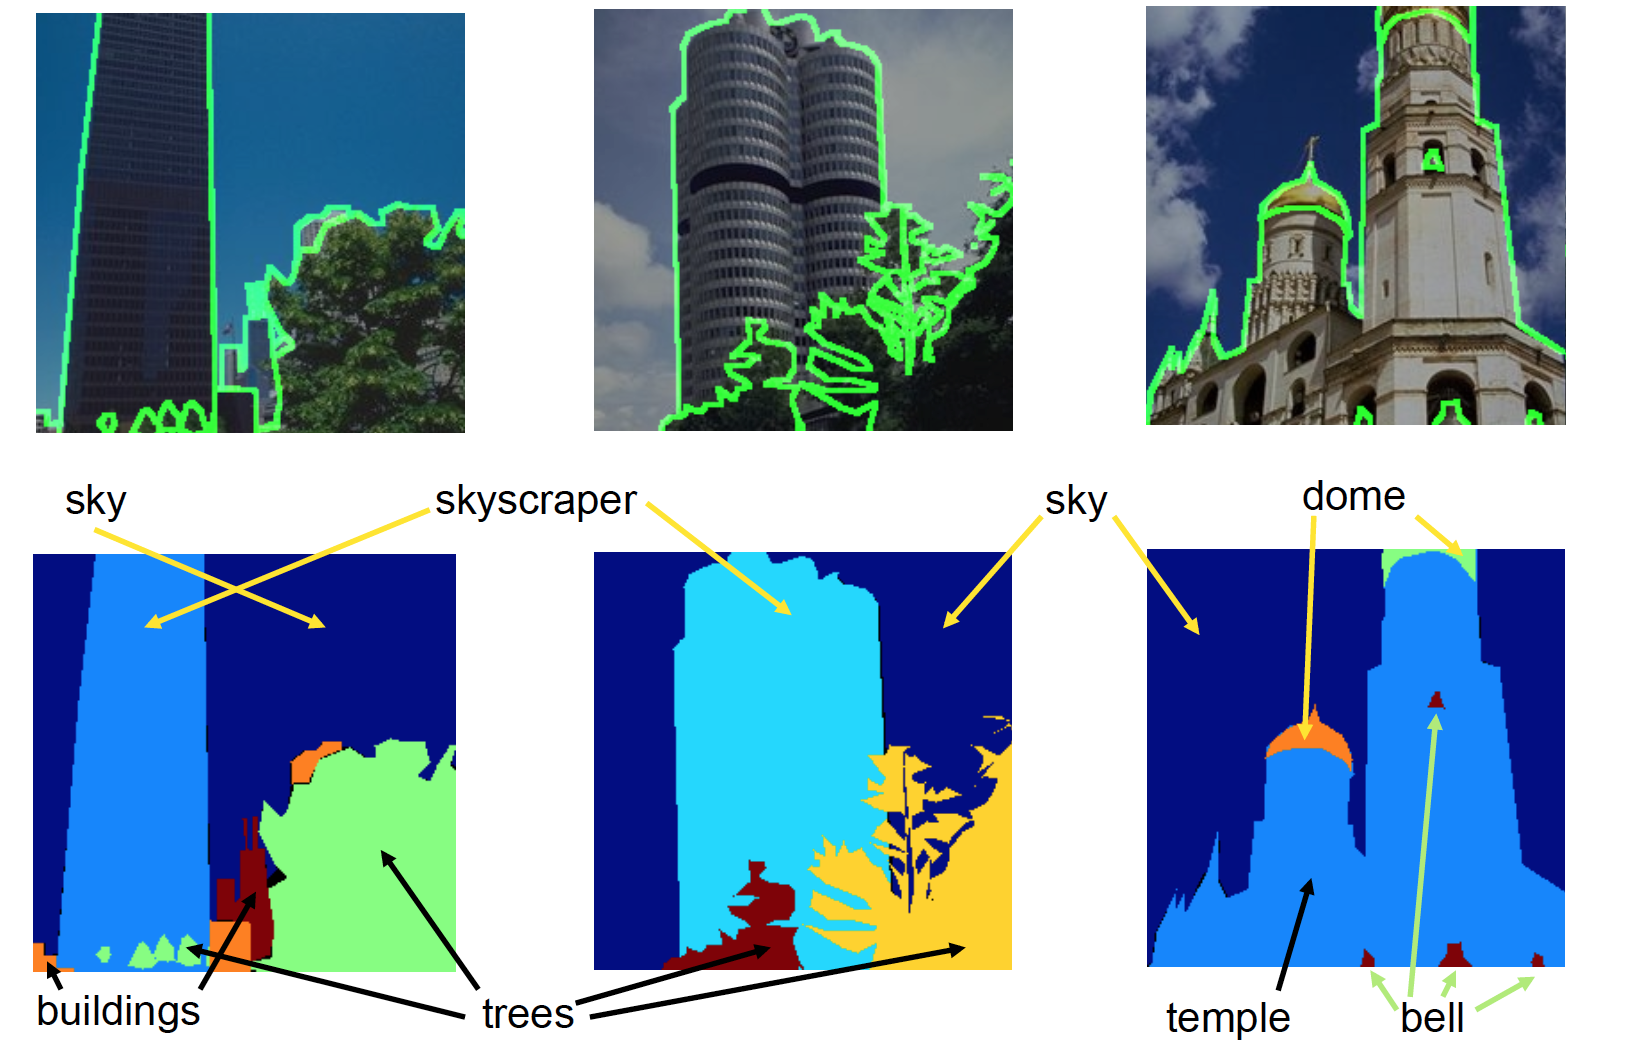 sky
skyscraper
sky
dome
buildings
trees
temple
bell